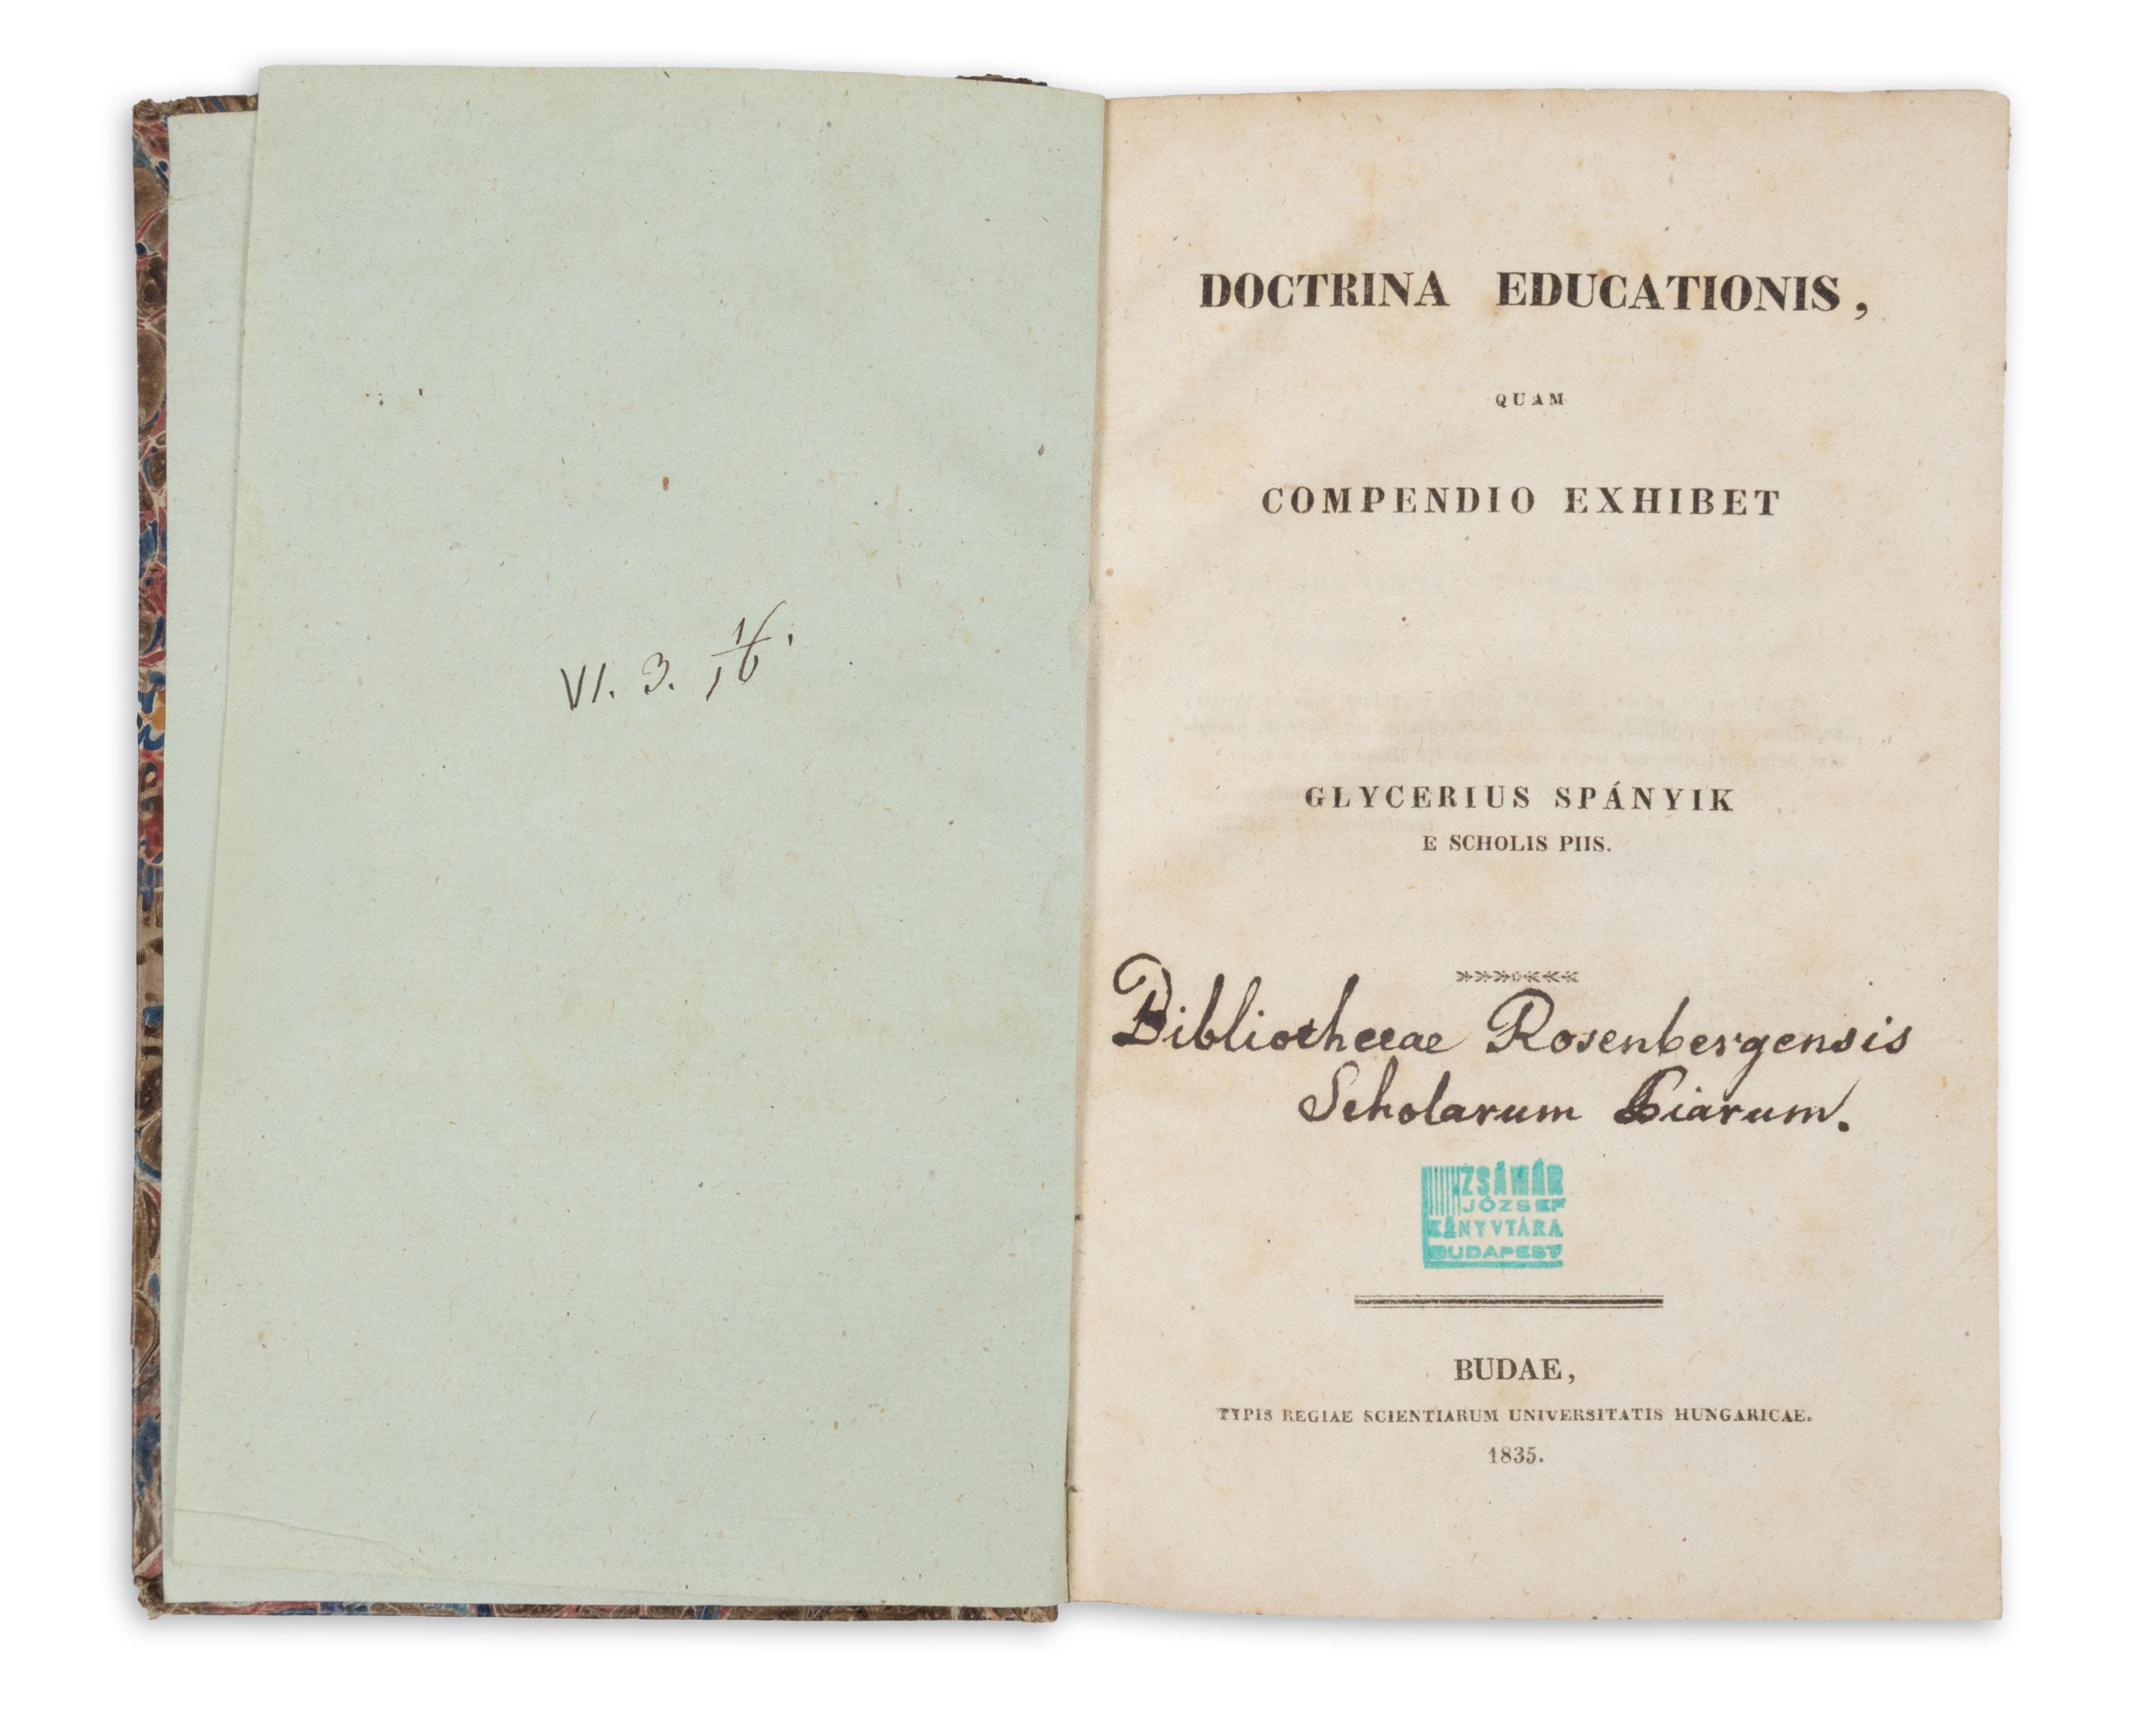 VI. 3. 1/16.
DOCTRINA EDUCATIONIS,
QUAM
COMPENDIO EXHIBET
GLYCERIUS SPÁNYIK
E SCHOLIS PIIS.
Bibliothecae Rosenbergensis
Scholarum Piarum.
ZSÁMÁR
JÓZSEF
KÖNYVTÁRA
BUDAPEST
BUDAE,
TYPIS REGIAE SCIENTIARUM UNIVERSITATIS HUNGARICAE.
1835.